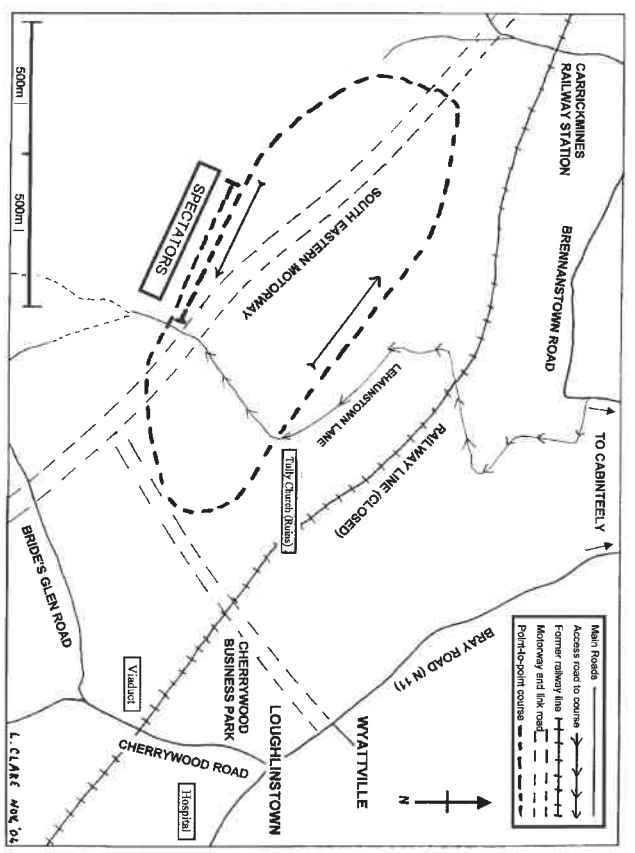 CARRICKMINES
RAILWAY STATION
BRENNANSTOWN ROAD
TO CABINTEELY
SOUTH EASTERN MOTORWAY
SPECTATORS
500m
500m
LEHAUNSTOWN LANE
RAILWAY LINE (CLOSED)
Tully Church (Ruins)
BRAY ROAD (N 11)
Main Roads
Access road to course
Former railway line
Motorway and link road
Point-to-point course
BRIDE'S GLEN ROAD
Viaduct
CHERRYWOOD
BUSINESS PARK
CHERRYWOOD ROAD
LOUGHLINSTOWN
WYATTVILLE
Hospital
N
L. CLARE NOV. '04